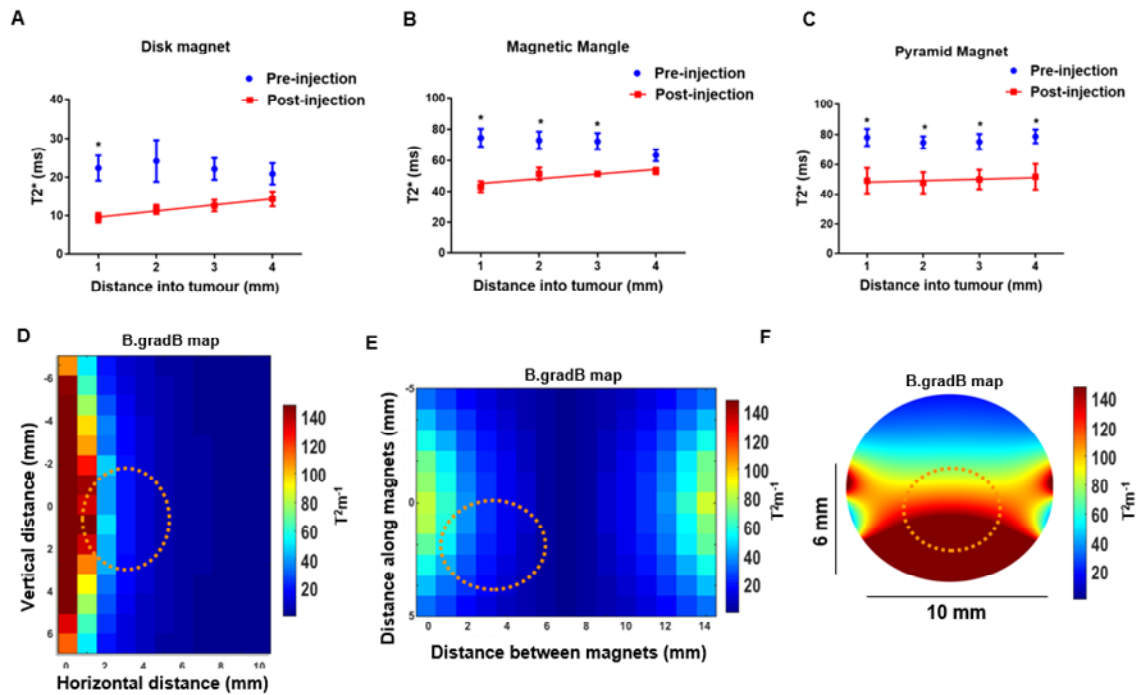 A
Disk magnet
Pre-injection
Post-injection
*
T2* (ms)
40
30
20
10
0
1 2 3 4
Distance into tumour (mm)
B
Magnetic Mangle
Pre-injection
Post-injection
* * *
T2* (ms)
100
80
60
40
20
0
1 2 3 4
Distance into tumour (mm)
C
Pyramid Magnet
Pre-injection
Post-injection
* * * *
T2* (ms)
100
80
60
40
20
0
1 2 3 4
Distance into tumour (mm)
D
B.gradB map
Vertical distance (mm)
-6
-4
-2
0
2
4
6
0 2 4 6 8 10
Horizontal distance (mm)
140
120
100
80
60
40
20
T²m⁻¹
E
B.gradB map
Distance along magnets (mm)
-5
0
5
0 2 4 6 8 10 12 14
Distance between magnets (mm)
140
120
100
80
60
40
20
T²m⁻¹
F
B.gradB map
6 mm
10 mm
140
120
100
80
60
40
20
T²m⁻¹